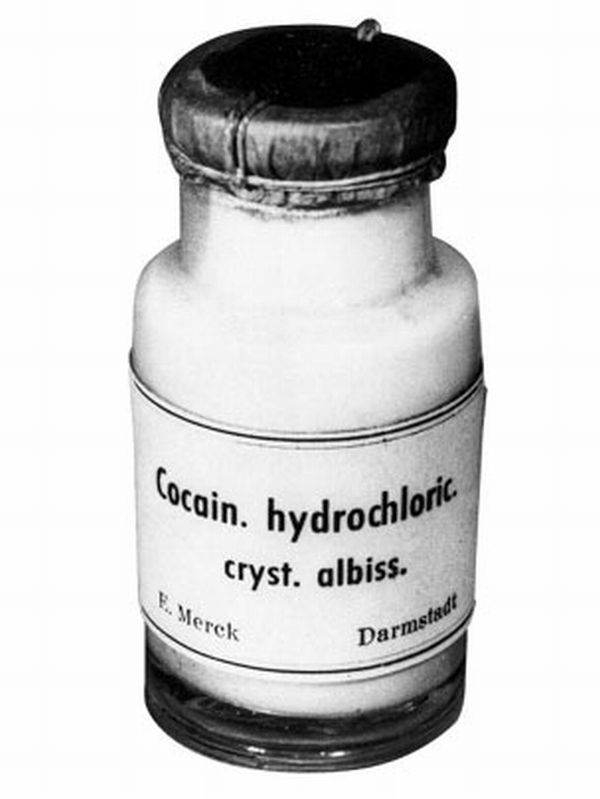 Cocain. hydrochloric.
cryst. albiss.
E. Merck Darmstadt